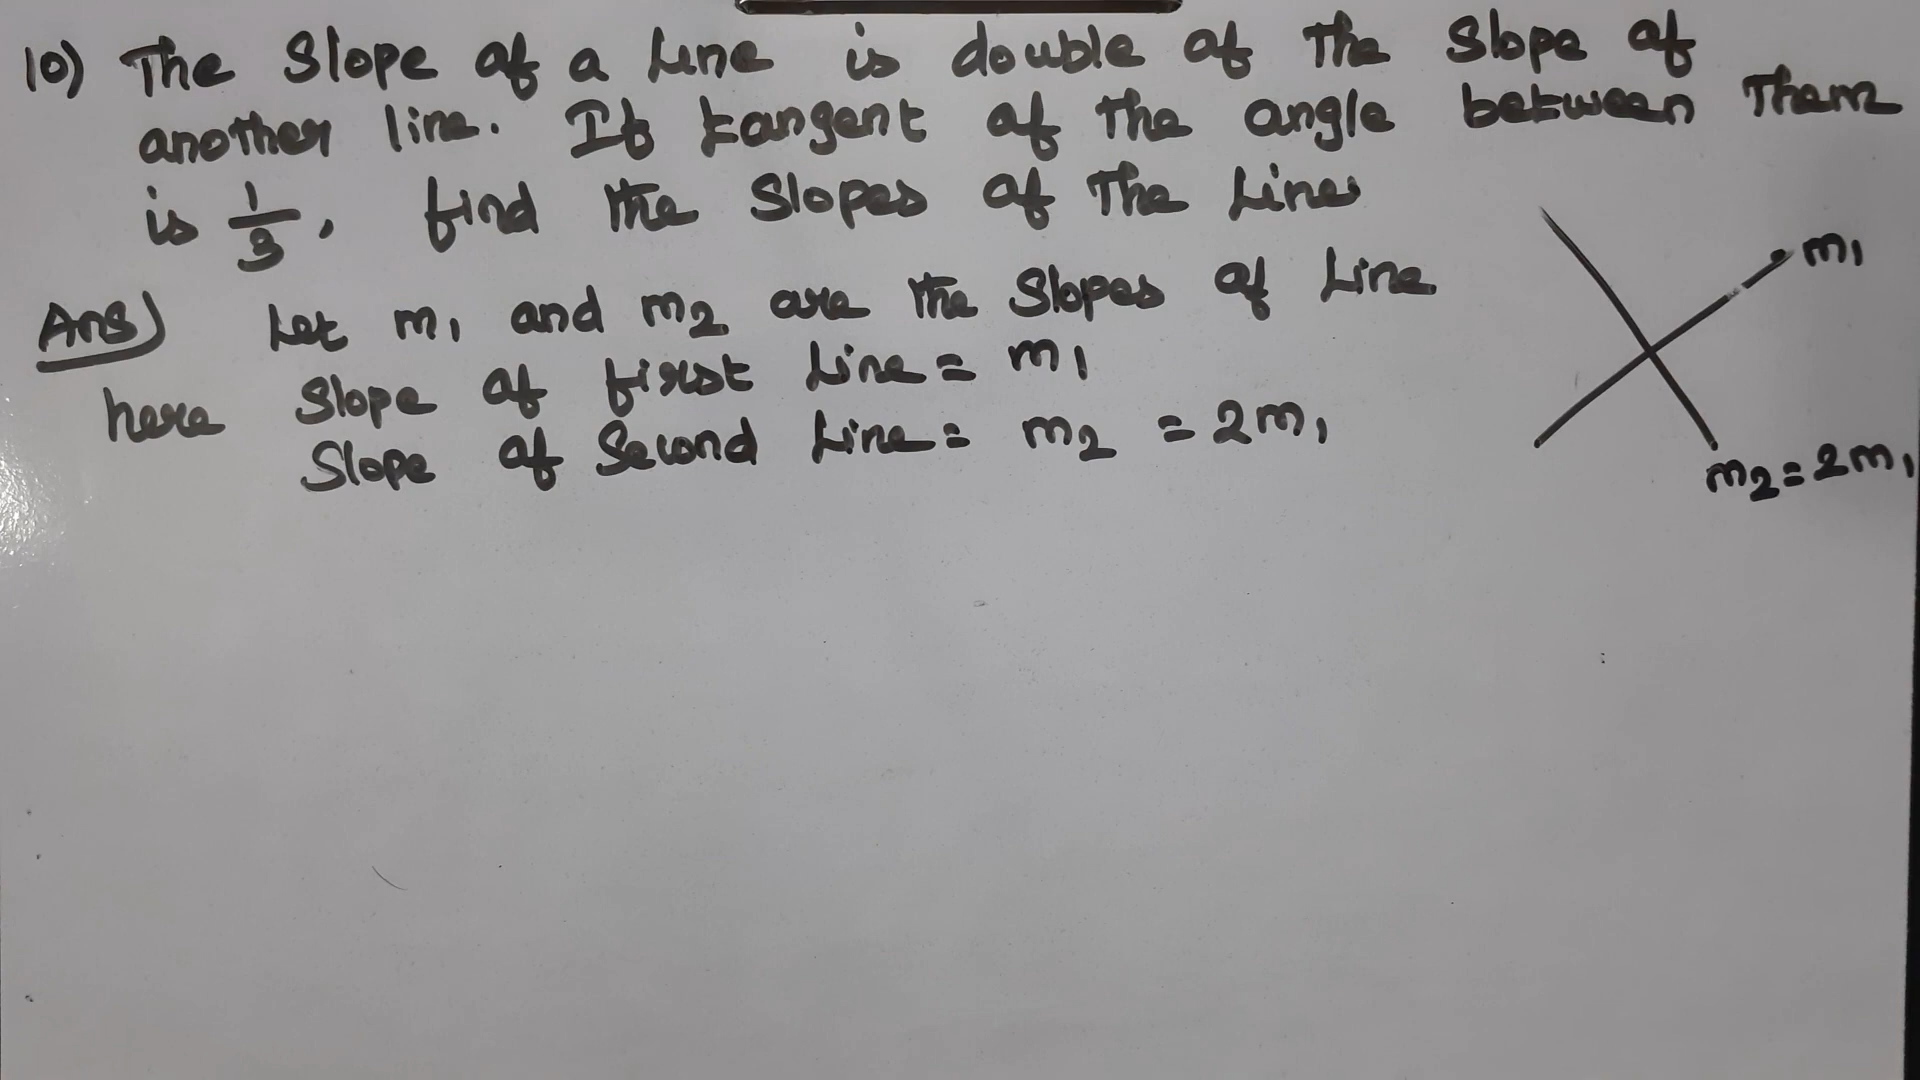 10) The Slope of a Line is double of the Slope of
another line. If tangent of the angle between Them
is 1/3, find the Slopes of The Lines
Ans) Let m₁ and m₂ are the Slopes of Line
here Slope of first Line = m₁
Slope of Second Line = m₂ = 2m₁
m₁
m₂ = 2m₁